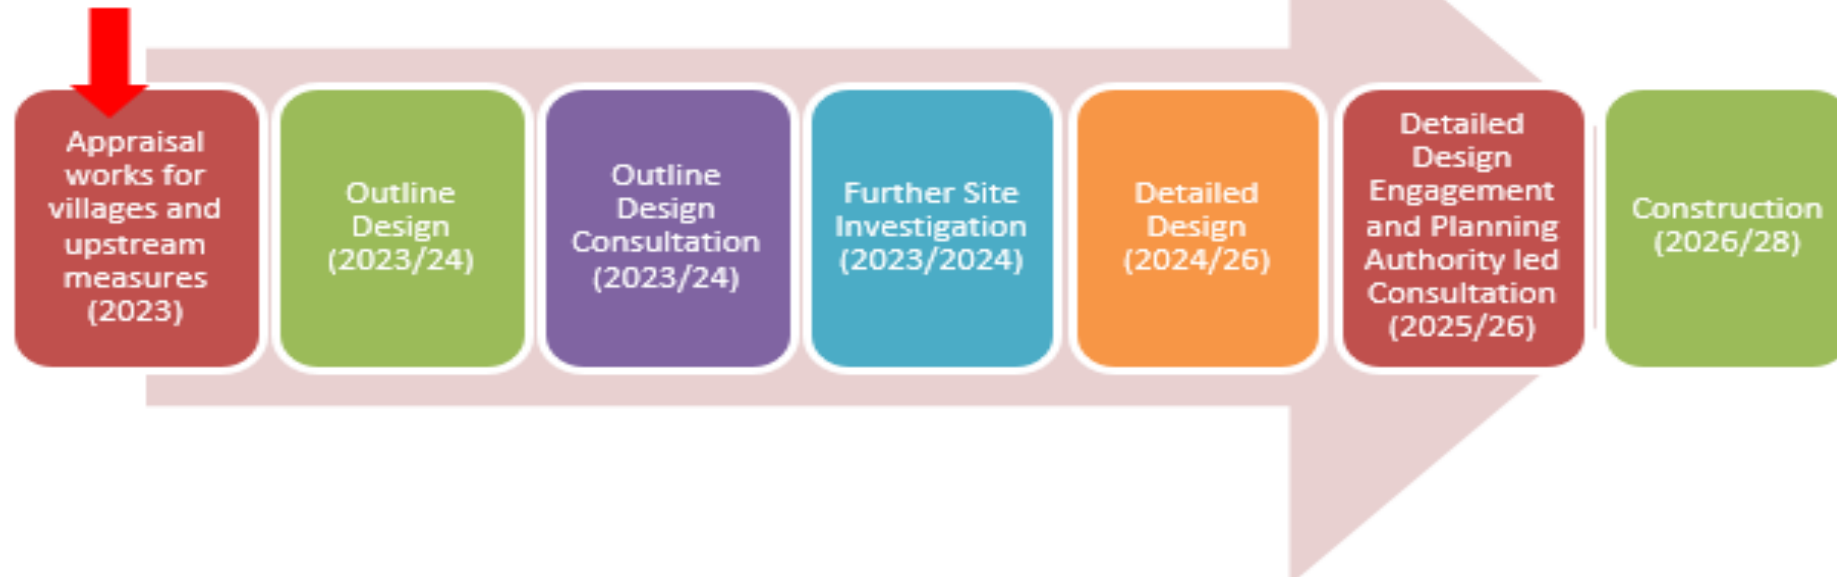 Appraisal
works for
villages and
upstream
measures
(2023)
Outline
Design
(2023/24)
Outline
Design
Consultation
(2023/24)
Further Site
Investigation
(2023/2024)
Detailed
Design
(2024/26)
Detailed
Design
Engagement
and Planning
Authority led
Consultation
(2025/26)
Construction
(2026/28)